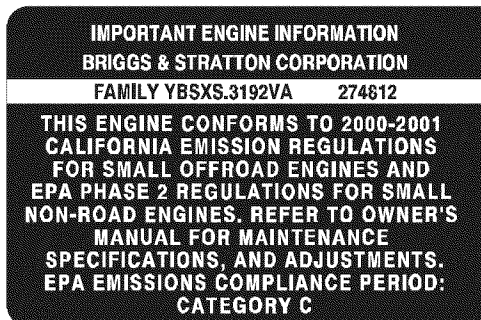 IMPORTANT ENGINE INFORMATION
BRIGGS & STRATTON CORPORATION
FAMILY YBSXS.3192VA 274812
THIS ENGINE CONFORMS TO 2000-2001
CALIFORNIA EMISSION REGULATIONS
FOR SMALL OFFROAD ENGINES AND
EPA PHASE 2 REGULATIONS FOR SMALL
NON-ROAD ENGINES. REFER TO OWNER'S
MANUAL FOR MAINTENANCE
SPECIFICATIONS, AND ADJUSTMENTS.
EPA EMISSIONS COMPLIANCE PERIOD:
CATEGORY C